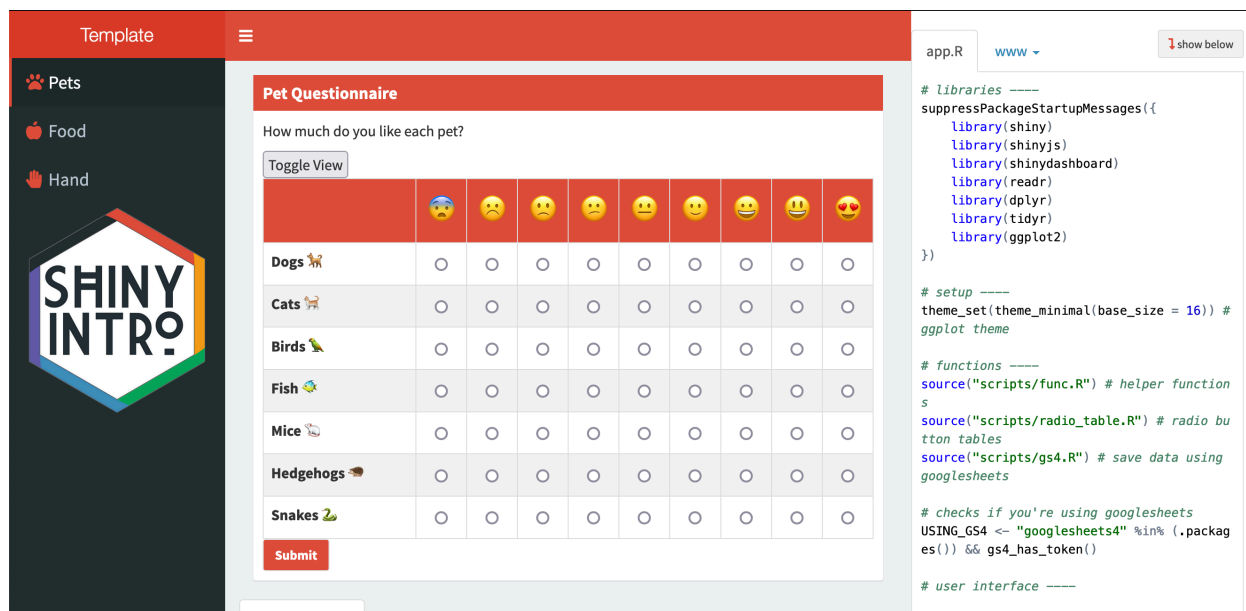 Template
Pets
Food
Hand
SHINY
INTRO
Pet Questionnaire
How much do you like each pet?
Toggle View
Dogs
Cats
Birds
Fish
Mice
Hedgehogs
Snakes
Submit
app.R
www
show below
# libraries ----
suppressPackageStartupMessages({
    library(shiny)
    library(shinyjs)
    library(shinydashboard)
    library(readr)
    library(dplyr)
    library(tidyr)
    library(ggplot2)
})
# setup ----
theme_set(theme_minimal(base_size = 16)) #
ggplot theme
# functions ----
source("scripts/func.R") # helper function
s
source("scripts/radio_table.R") # radio bu
tton tables
source("scripts/gs4.R") # save data using
googlesheets
# checks if you're using googlesheets
USING_GS4 <- "googlesheets4" %in% (.packag
es()) && gs4_has_token()
# user interface ----